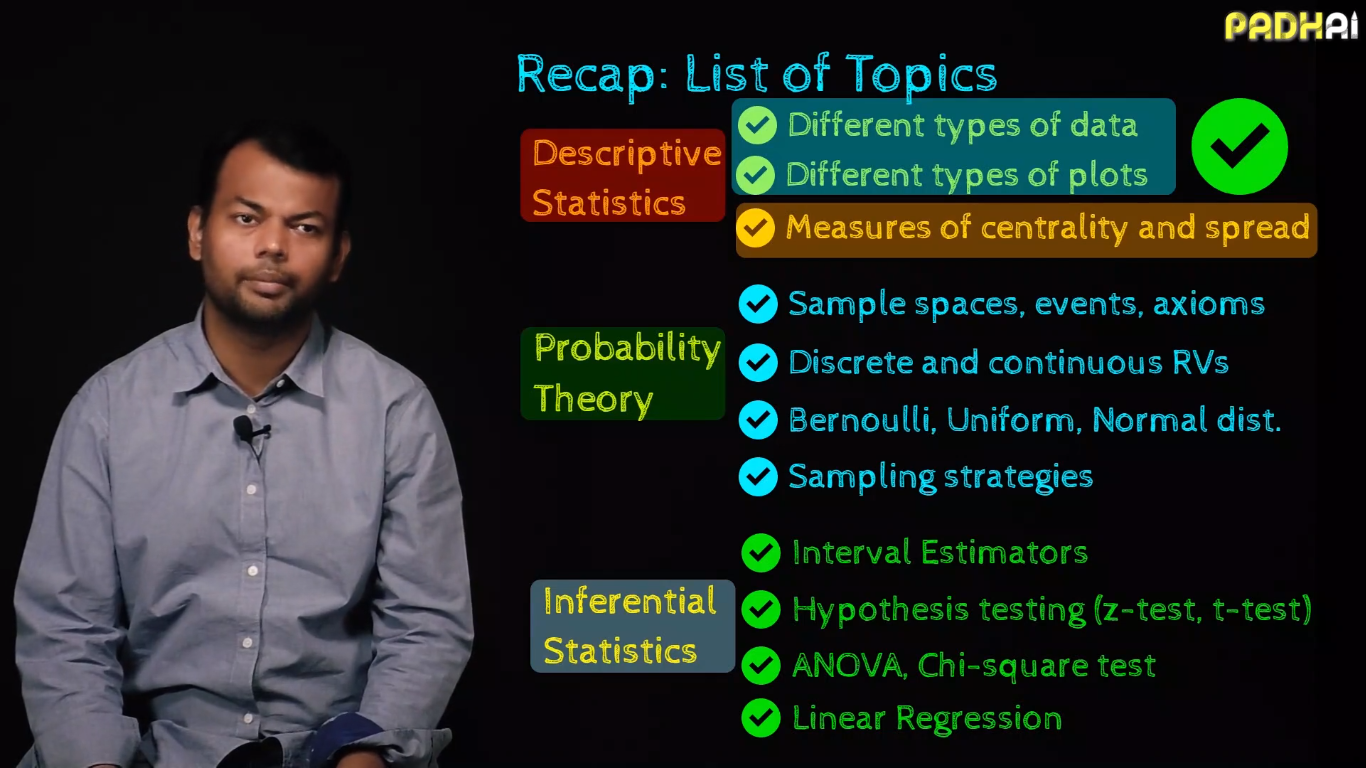 PADHAI
Recap: List of Topics
Descriptive
Statistics
Different types of data
Different types of plots
Measures of centrality and spread
Probability
Theory
Sample spaces, events, axioms
Discrete and continuous RVs
Bernoulli, Uniform, Normal dist.
Sampling strategies
Inferential
Statistics
Interval Estimators
Hypothesis testing (z-test, t-test)
ANOVA, Chi-square test
Linear Regression